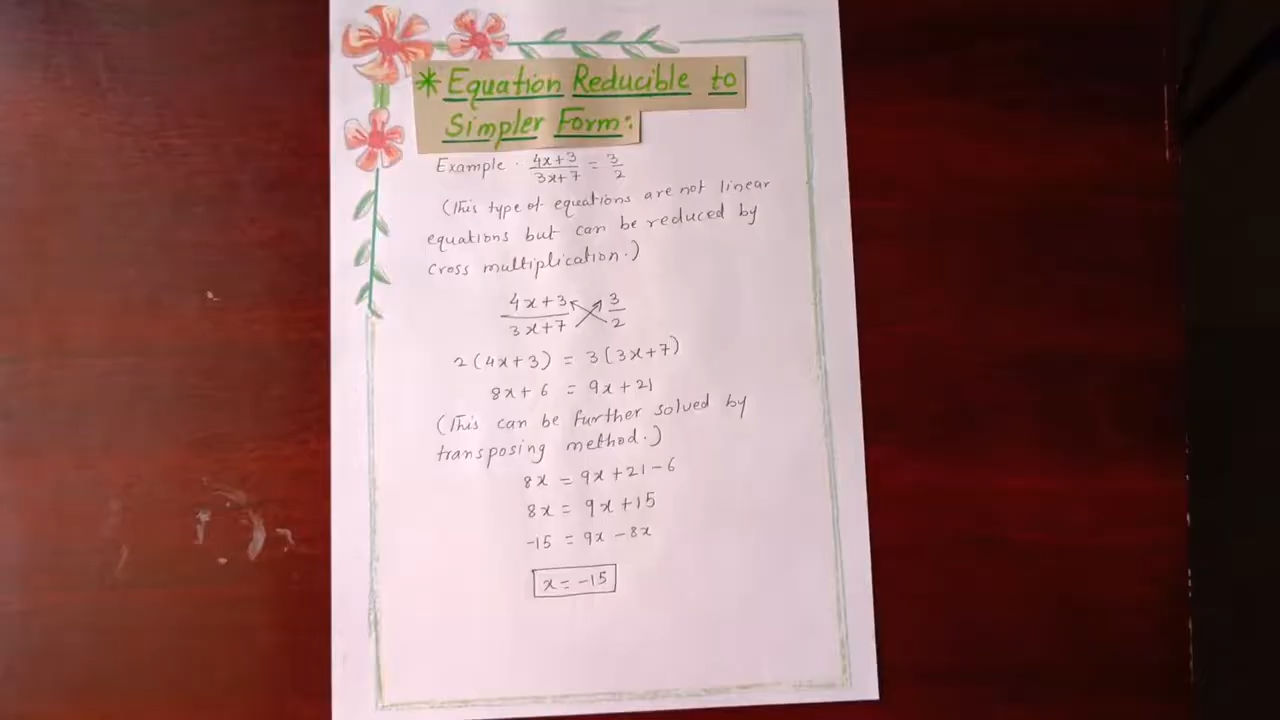 * Equation Reducible to
Simpler Form:
Example · 4x+3/3x+7 = 3/2
(This type of equations are not linear
equations but can be reduced by
cross multiplication.)
4x+3/3x+7 3/2
2(4x+3) = 3(3x+7)
8x+6 = 9x+21
(This can be further solved by
transposing method.)
8x = 9x+21-6
8x = 9x+15
-15 = 9x-8x
x = -15